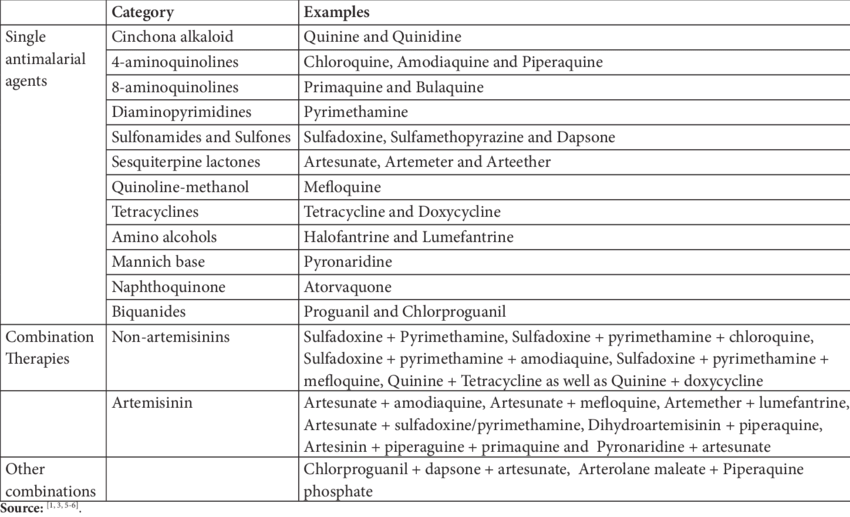 Category Examples
Single antimalarial agents Cinchona alkaloid Quinine and Quinidine
4-aminoquinolines Chloroquine, Amodiaquine and Piperaquine
8-aminoquinolines Primaquine and Bulaquine
Diaminopyrimidines Pyrimethamine
Sulfonamides and Sulfones Sulfadoxine, Sulfamethopyrazine and Dapsone
Sesquiterpine lactones Artesunate, Artemeter and Arteether
Quinoline-methanol Mefloquine
Tetracyclines Tetracycline and Doxycycline
Amino alcohols Halofantrine and Lumefantrine
Mannich base Pyronaridine
Naphthoquinone Atorvaquone
Biquanides Proguanil and Chlorproguanil
Combination Therapies Non-artemisinins Sulfadoxine + Pyrimethamine, Sulfadoxine + pyrimethamine + chloroquine,
Sulfadoxine + pyrimethamine + amodiaquine, Sulfadoxine + pyrimethamine +
mefloquine, Quinine + Tetracycline as well as Quinine + doxycycline
Artemisinin Artesunate + amodiaquine, Artesunate + mefloquine, Artemether + lumefantrine,
Artesunate + sulfadoxine/pyrimethamine, Dihydroartemisinin + piperaquine,
Artesinin + piperaguine + primaquine and Pyronaridine + artesunate
Other combinations Chlorproguanil + dapsone + artesunate, Arterolane maleate + Piperaquine
phosphate
Source: [1, 3, 5-6].